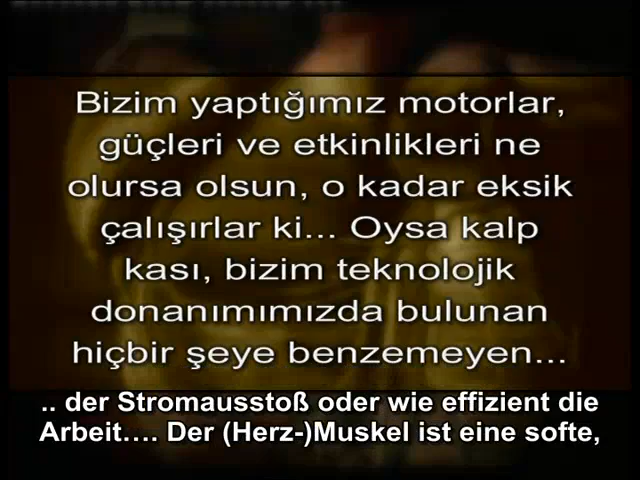 Bizim yaptığımız motorlar,
güçleri ve etkinlikleri ne
olursa olsun, o kadar eksik
çalışırlar ki... Oysa kalp
kası, bizim teknolojik
donanımımızda bulunan
hiçbir şeye benzemeyen...
.. der Stromausstoß oder wie effizient die
Arbeit…. Der (Herz-)Muskel ist eine softe,